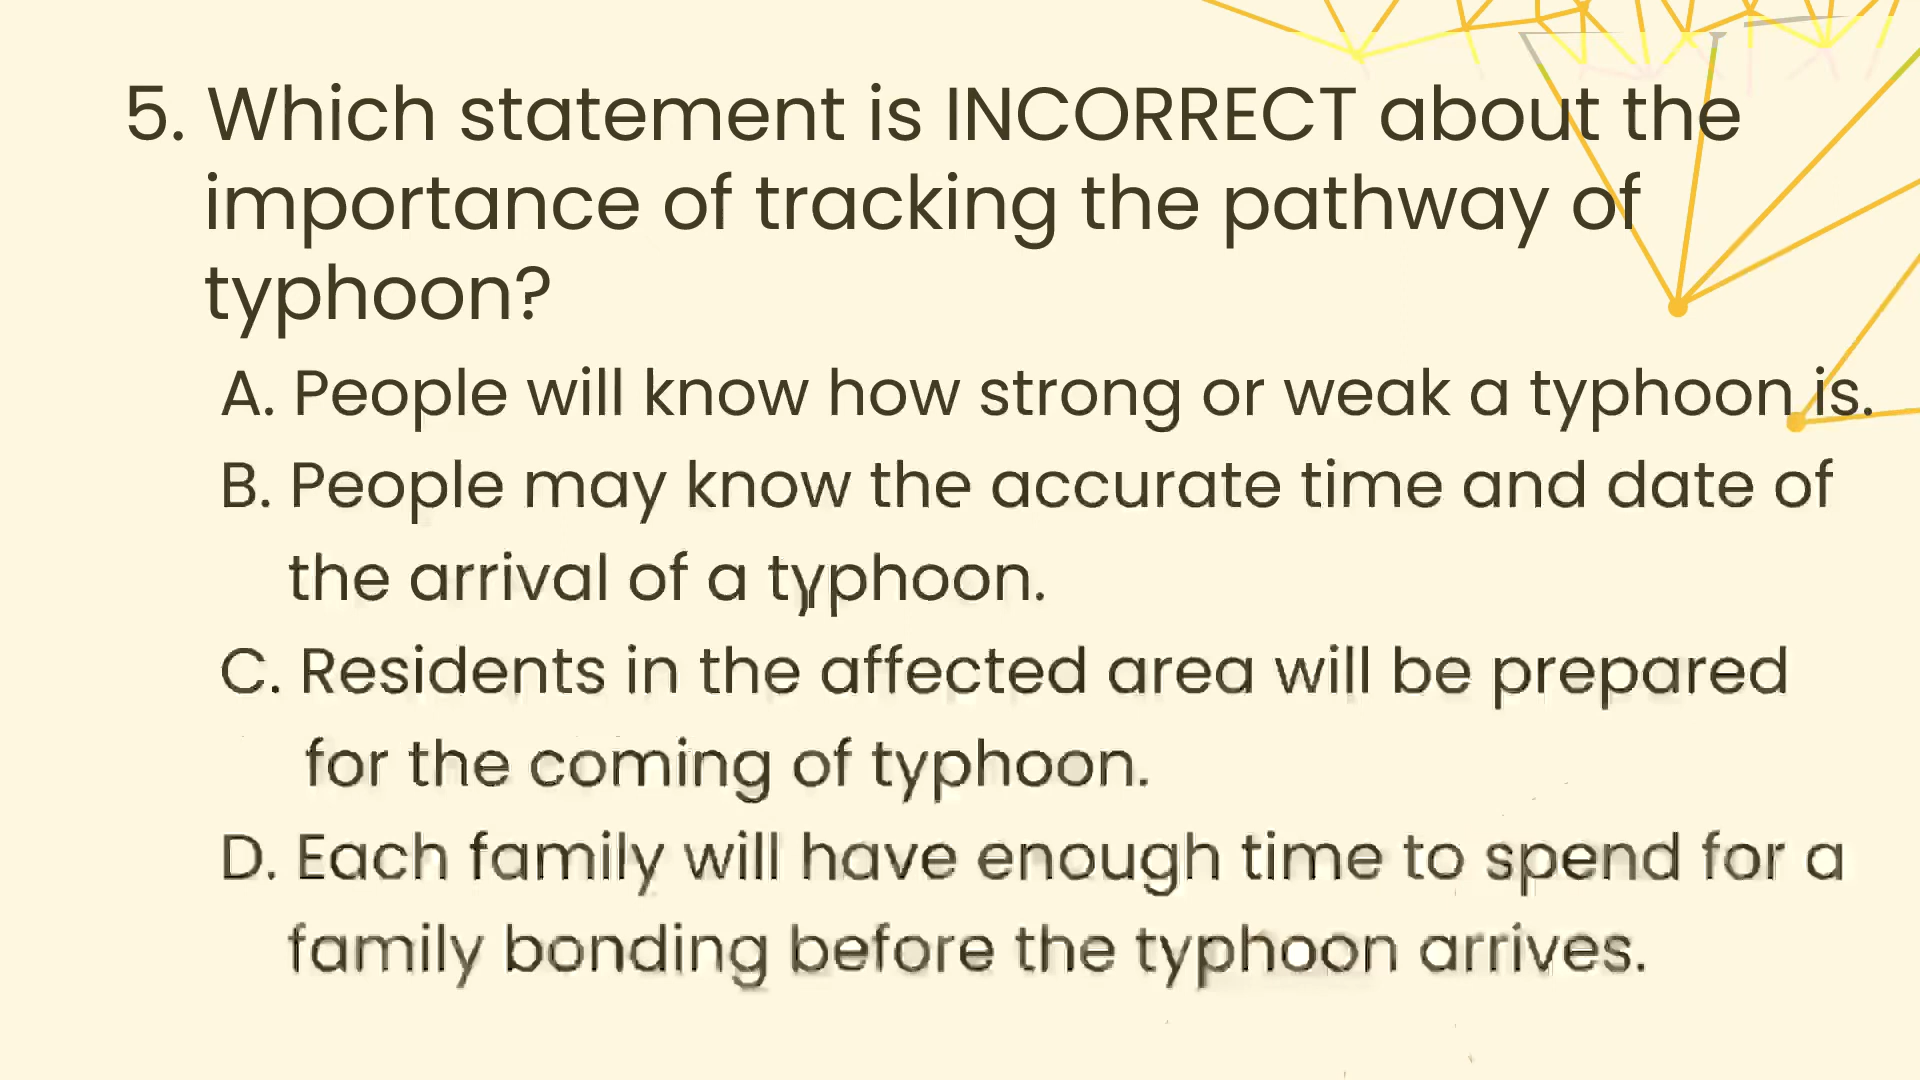 5. Which statement is INCORRECT about the
importance of tracking the pathway of
typhoon?
A. People will know how strong or weak a typhoon is.
B. People may know the accurate time and date of
the arrival of a typhoon.
C. Residents in the affected area will be prepared
for the coming of typhoon.
D. Each family will have enough time to spend for a
family bonding before the typhoon arrives.